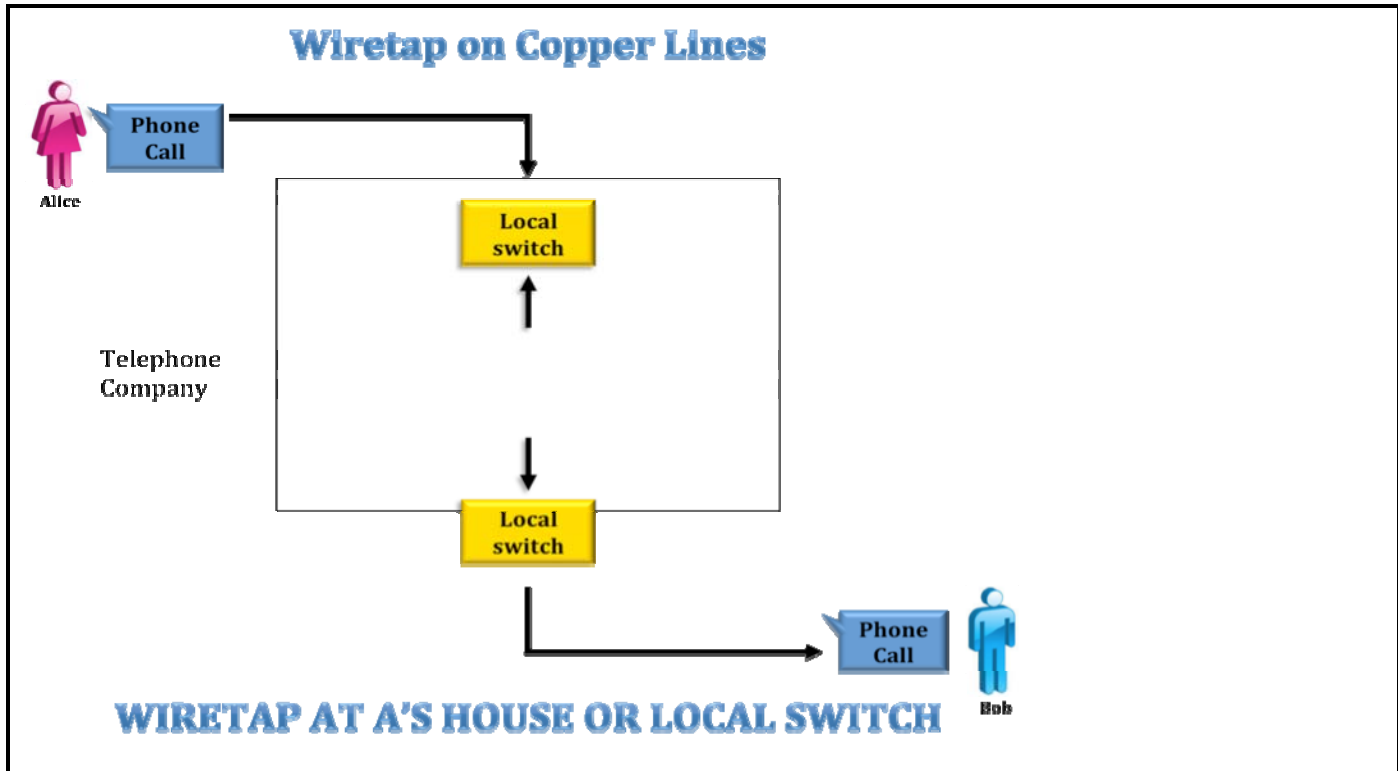 Wiretap on Copper Lines
Phone
Call
Alice
Local
switch
Telephone
Company
Local
switch
Phone
Call
Bob
WIRETAP AT A'S HOUSE OR LOCAL SWITCH